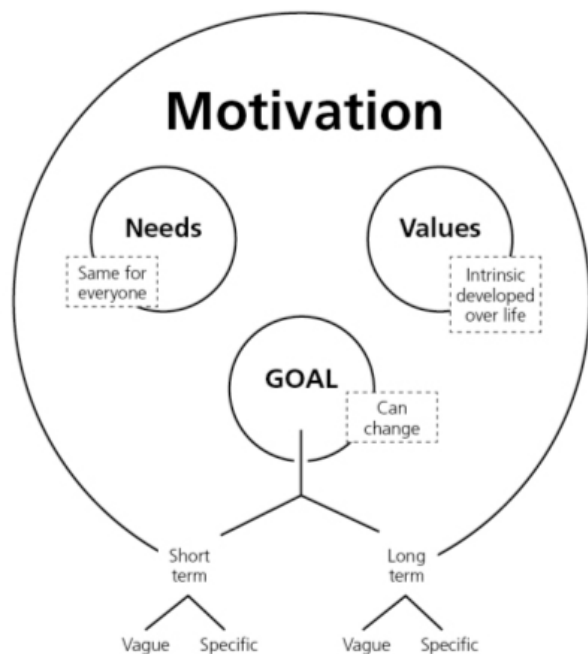 Motivation
Needs
Values
Same for
everyone
Intrinsic
developed
over life
GOAL
Can
change
Short
term
Long
term
Vague Specific Vague Specific